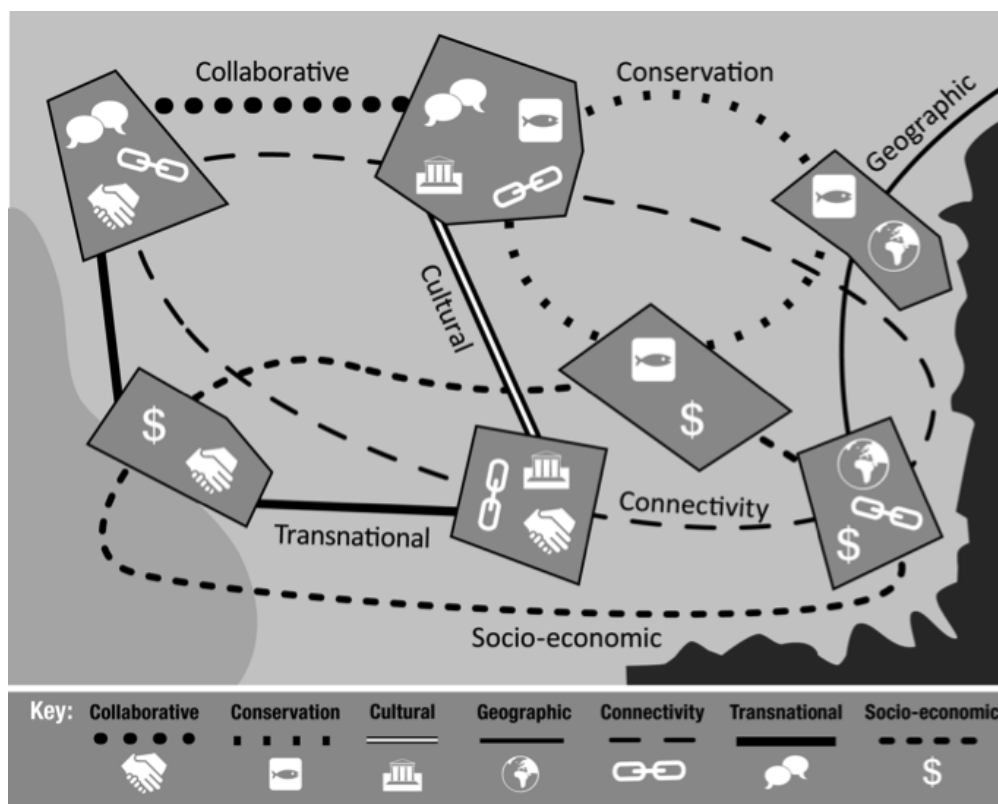 Collaborative
Conservation
Geographic
Cultural
$
$
$
Connectivity
Transnational
Socio-economic
Key: Collaborative Conservation Cultural Geographic Connectivity Transnational Socio-economic
$